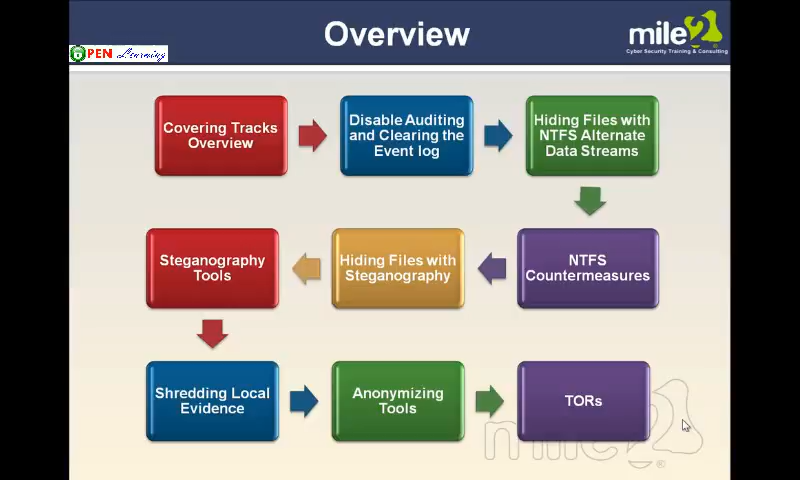 Overview
OPEN Learning
mile2
Cyber Security Training & Consulting
Covering Tracks
Overview
Disable Auditing
and Clearing the
Event log
Hiding Files with
NTFS Alternate
Data Streams
NTFS
Countermeasures
Hiding Files with
Steganography
Steganography
Tools
Shredding Local
Evidence
Anonymizing
Tools
TORs
mile2
®